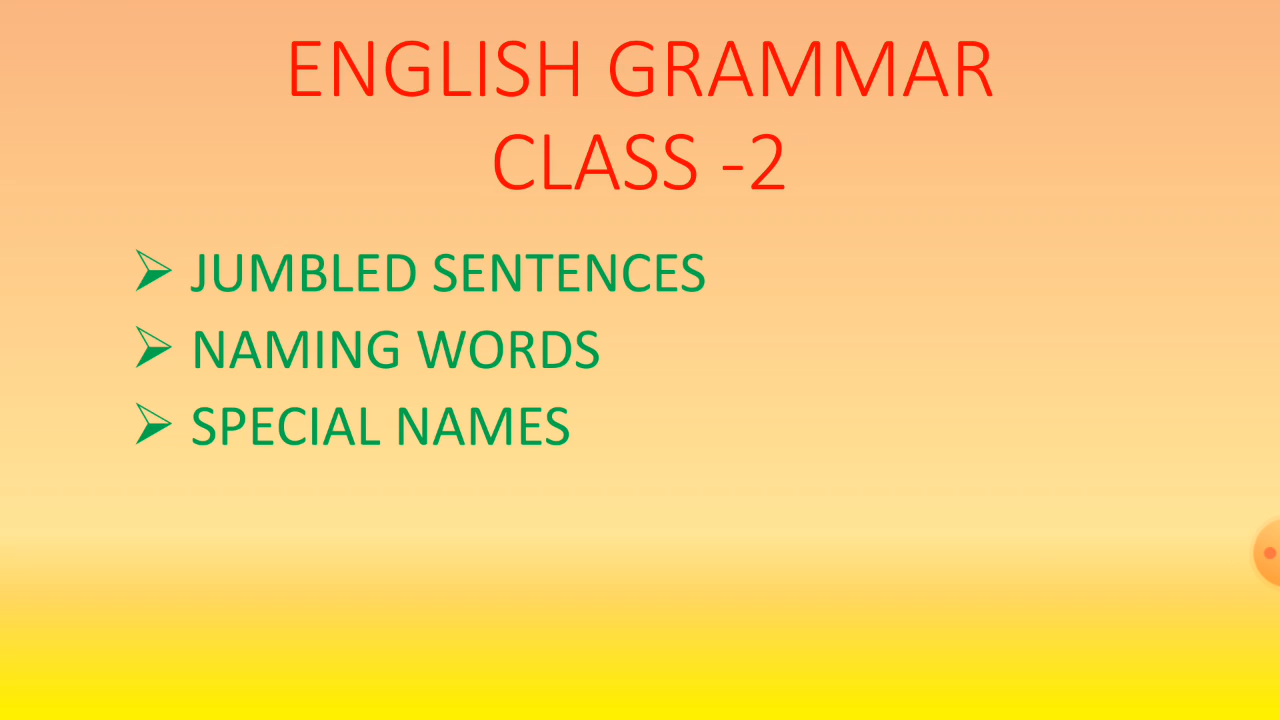 ENGLISH GRAMMAR
CLASS -2
JUMBLED SENTENCES
NAMING WORDS
SPECIAL NAMES